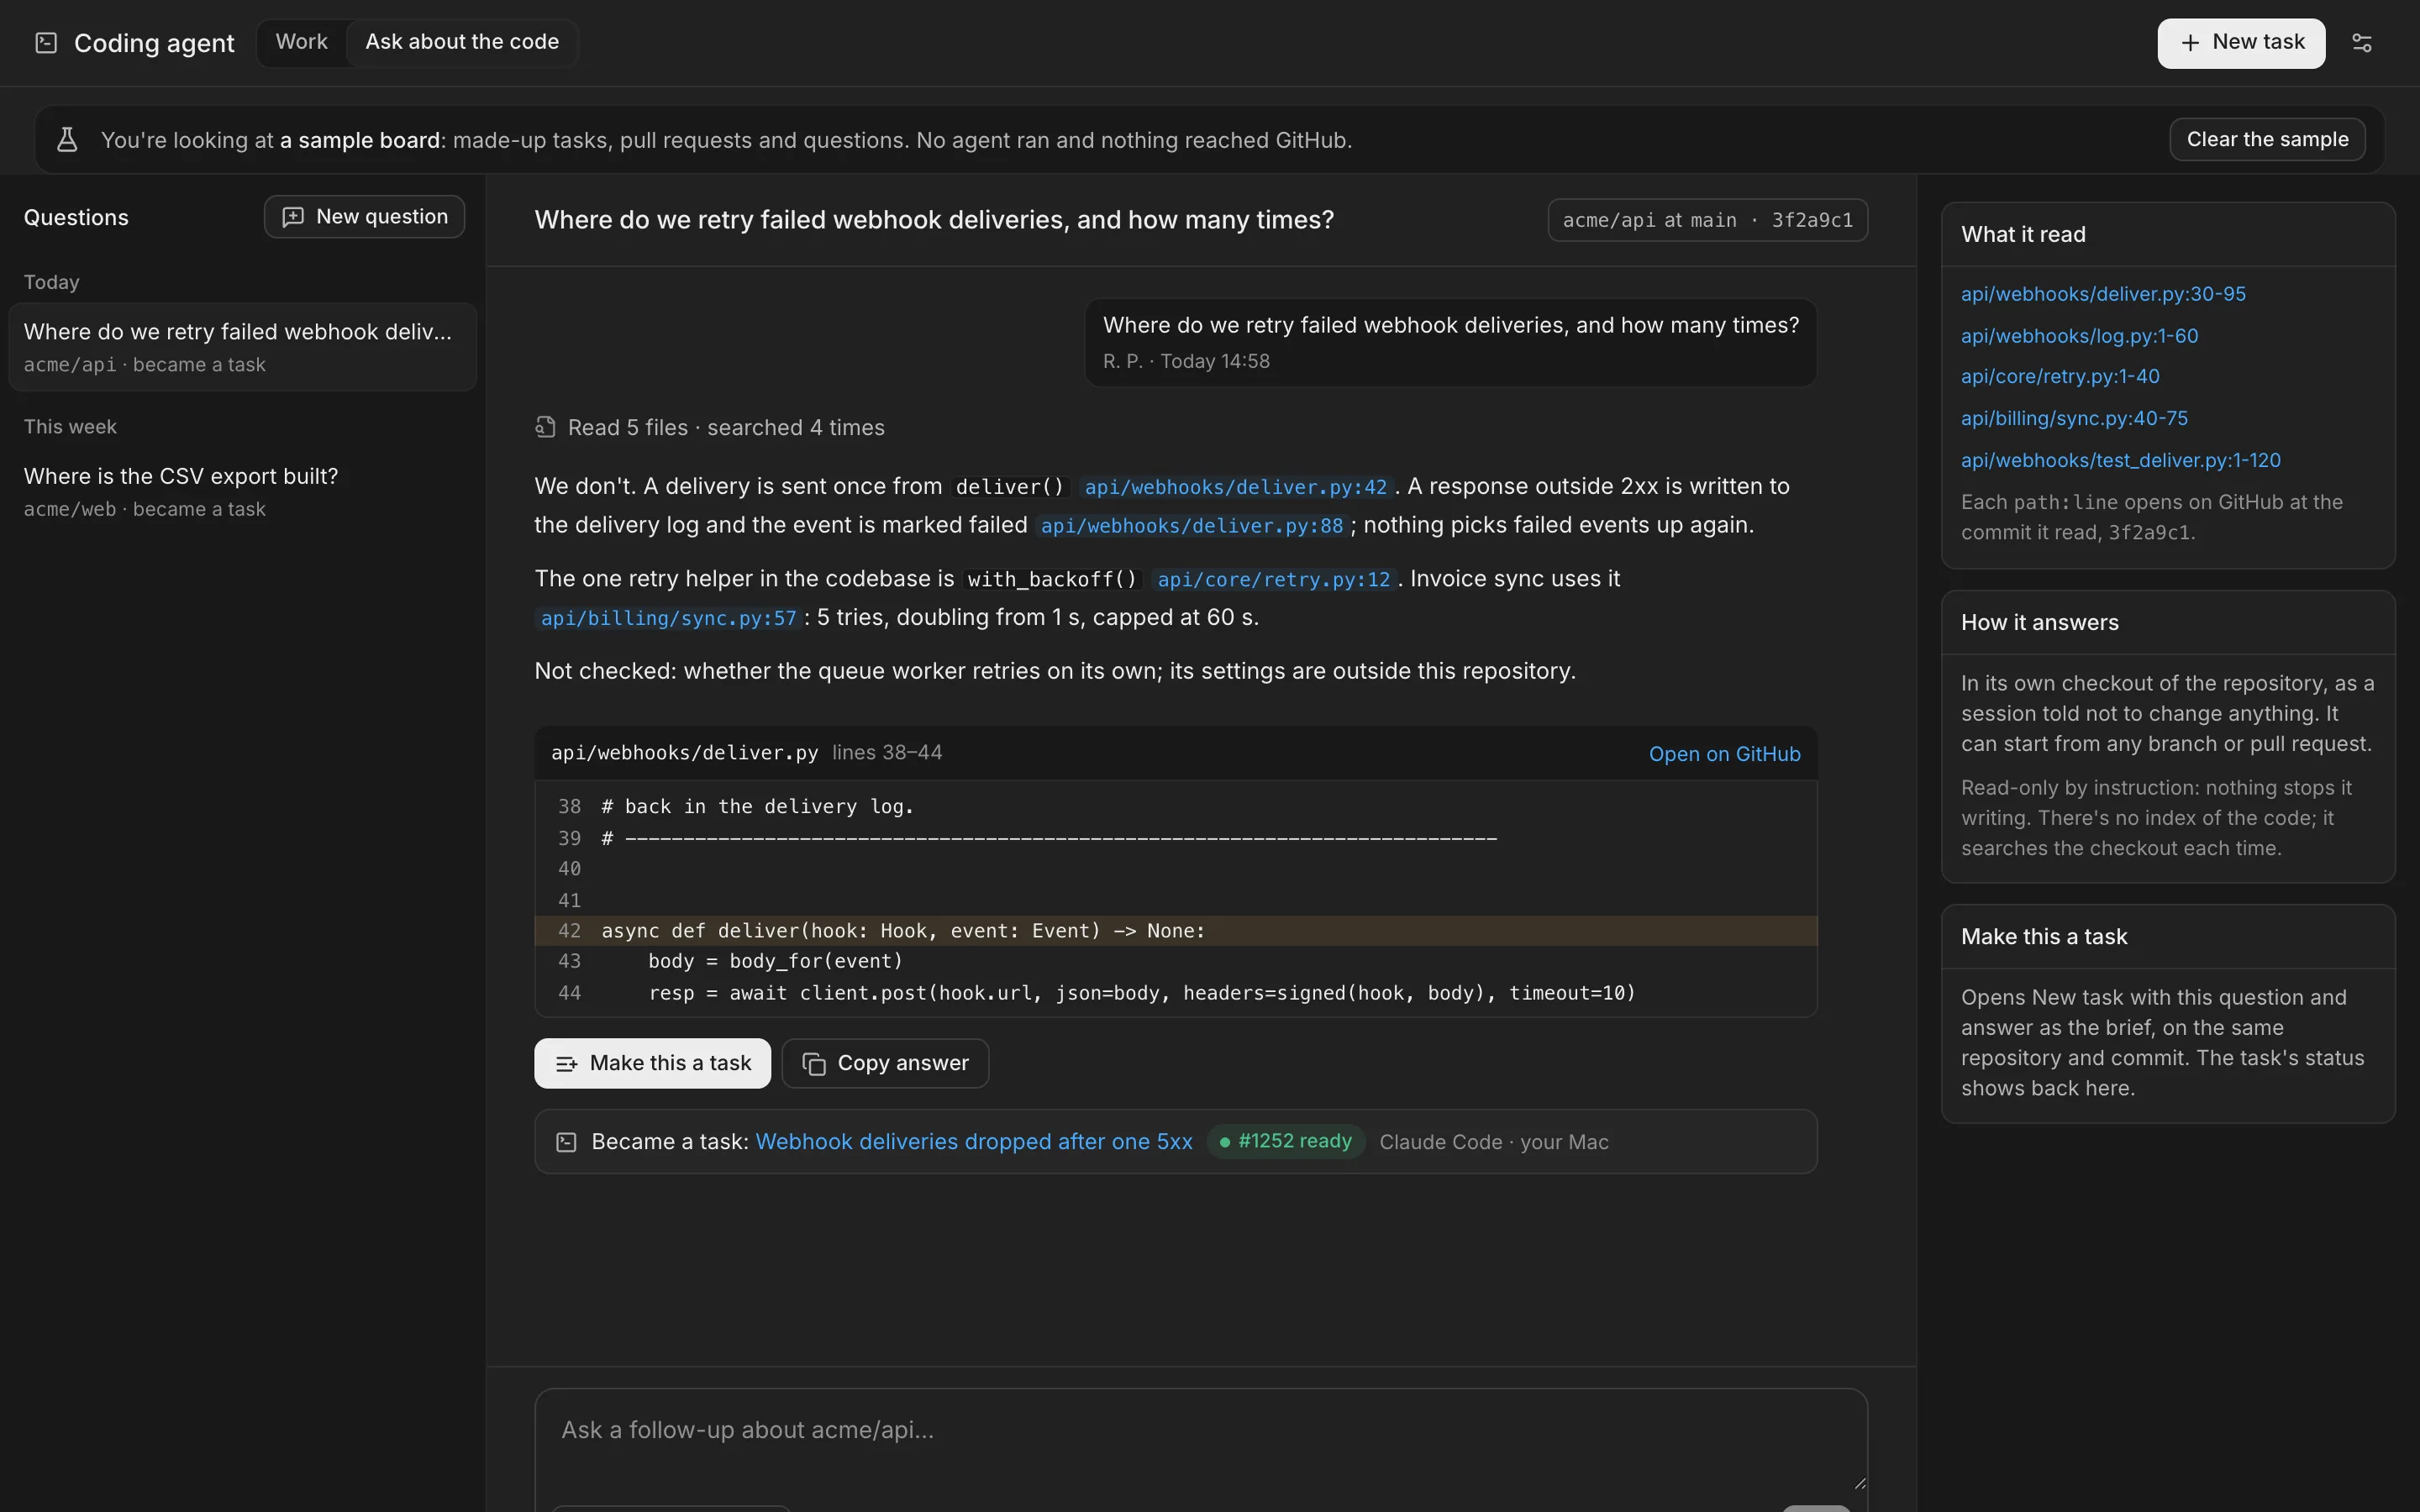 Coding agent
Work
Ask about the code
New task
You're looking at a sample board: made-up tasks, pull requests and questions. No agent ran and nothing reached GitHub.
Clear the sample
Questions
New question
Today
Where do we retry failed webhook deliv...
acme/api · became a task
This week
Where is the CSV export built?
acme/web · became a task
Where do we retry failed webhook deliveries, and how many times?
acme/api at main · 3f2a9c1
Where do we retry failed webhook deliveries, and how many times?
R. P. · Today 14:58
Read 5 files · searched 4 times
We don't. A delivery is sent once from deliver() api/webhooks/deliver.py:42. A response outside 2xx is written to
the delivery log and the event is marked failed api/webhooks/deliver.py:88; nothing picks failed events up again.
The one retry helper in the codebase is with_backoff() api/core/retry.py:12. Invoice sync uses it
api/billing/sync.py:57: 5 tries, doubling from 1 s, capped at 60 s.
Not checked: whether the queue worker retries on its own; its settings are outside this repository.
api/webhooks/deliver.py lines 38–44
Open on GitHub
38 # back in the delivery log.
39 # ---------------------------------------------------------------------------
40
41
42 async def deliver(hook: Hook, event: Event) -> None:
43     body = body_for(event)
44     resp = await client.post(hook.url, json=body, headers=signed(hook, body), timeout=10)
Make this a task
Copy answer
Became a task: Webhook deliveries dropped after one 5xx #1252 ready Claude Code · your Mac
Ask a follow-up about acme/api...
What it read
api/webhooks/deliver.py:30-95
api/webhooks/log.py:1-60
api/core/retry.py:1-40
api/billing/sync.py:40-75
api/webhooks/test_deliver.py:1-120
Each path:line opens on GitHub at the
commit it read, 3f2a9c1.
How it answers
In its own checkout of the repository, as a
session told not to change anything. It
can start from any branch or pull request.
Read-only by instruction: nothing stops it
writing. There's no index of the code; it
searches the checkout each time.
Make this a task
Opens New task with this question and
answer as the brief, on the same
repository and commit. The task's status
shows back here.